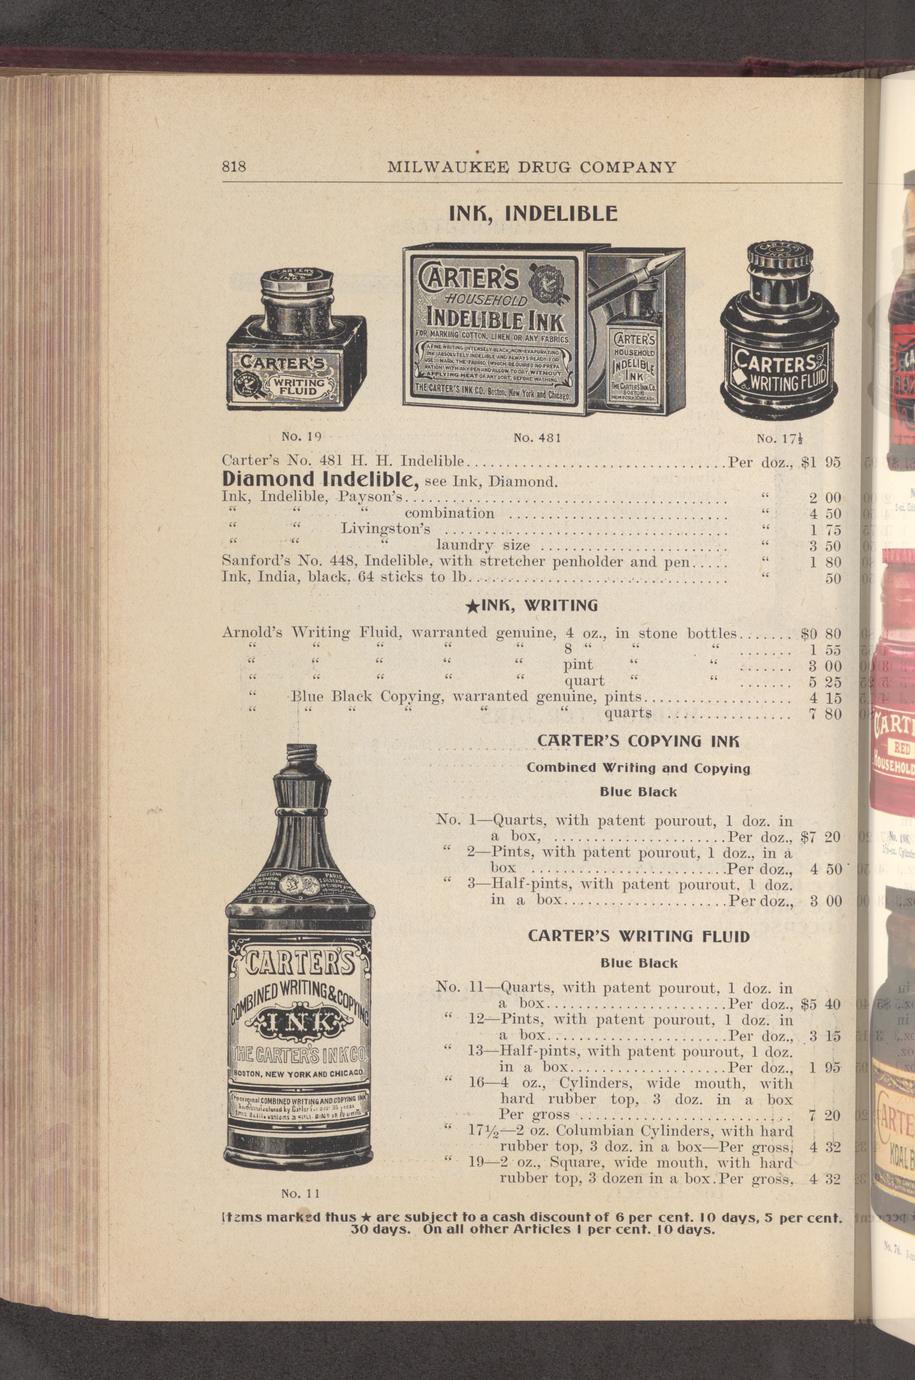 818 MILWAUKEE DRUG COMPANY
INK, INDELIBLE
CARTER'S
WRITING
FLUID
CARTER'S
HOUSEHOLD
INDELIBLE INK
FOR MARKING COTTON, LINEN OR ANY FABRICS
THE CARTER'S INK CO. Boston, New York and Chicago.
CARTER'S
HOUSEHOLD
INDELIBLE
INK
THE CARTER'S INK CO.
CARTERS
WRITING FLUID
No. 19 No. 481 No. 17½
Carter's No. 481 H. H. Indelible............................Per doz., $1 95
Diamond Indelible, see Ink, Diamond.
Ink, Indelible, Payson's.................................... “ 2 00
“ “ “ combination ........................ “ 4 50
“ “ Livingston's ............................... “ 1 75
“ “ “ laundry size .................... “ 3 50
Sanford's No. 448, Indelible, with stretcher penholder and pen..... “ 1 80
Ink, India, black, 64 sticks to lb............................. “ 50
★INK, WRITING
Arnold's Writing Fluid, warranted genuine, 4 oz., in stone bottles....... $0 80
“ “ “ “ “ 8 “ “ “ ....... 1 55
“ “ “ “ “ pint “ “ ....... 3 00
“ “ “ “ “ quart “ “ ....... 5 25
“ Blue Black Copying, warranted genuine, pints.................. 4 15
“ “ “ “ “ “ quarts ............... 7 80
CARTER'S COPYING INK
Combined Writing and Copying
Blue Black
No. 1—Quarts, with patent pourout, 1 doz. in
a box, .....................Per doz., $7 20
“ 2—Pints, with patent pourout, 1 doz., in a
box ........................Per doz., 4 50
“ 3—Half-pints, with patent pourout, 1 doz.
in a box....................Per doz., 3 00
CARTER'S WRITING FLUID
Blue Black
No. 11—Quarts, with patent pourout, 1 doz. in
a box......................Per doz., $5 40
“ 12—Pints, with patent pourout, 1 doz. in
a box......................Per doz., 3 15
“ 13—Half-pints, with patent pourout, 1 doz.
in a box...................Per doz., 1 95
“ 16—4 oz., Cylinders, wide mouth, with
hard rubber top, 3 doz. in a box
Per gross ......................... 7 20
“ 17½—2 oz. Columbian Cylinders, with hard
rubber top, 3 doz. in a box—Per gross, 4 32
“ 19—2 oz., Square, wide mouth, with hard
rubber top, 3 dozen in a box.Per gross, 4 32
CARTER'S
COMBINED WRITING & COPYING
INK
THE CARTER'S INK CO.
BOSTON, NEW YORK AND CHICAGO.
No. 11
Items marked thus ★ are subject to a cash discount of 6 per cent. 10 days, 5 per cent.
30 days. On all other Articles 1 per cent. 10 days.